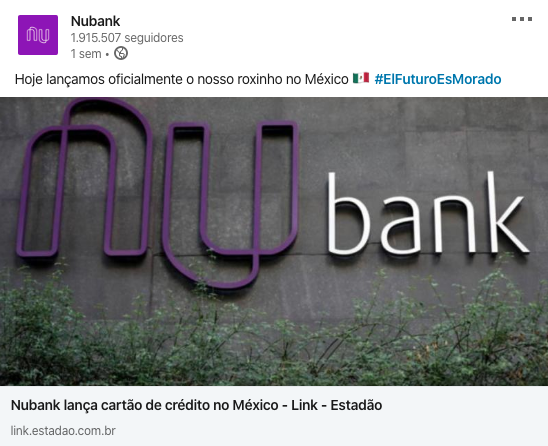 Nubank
1.915.507 seguidores
1 sem •
Hoje lançamos oficialmente o nosso roxinho no México 🇲🇽 #ElFuturoEsMorado
nu bank
Nubank lança cartão de crédito no México - Link - Estadão
link.estadao.com.br